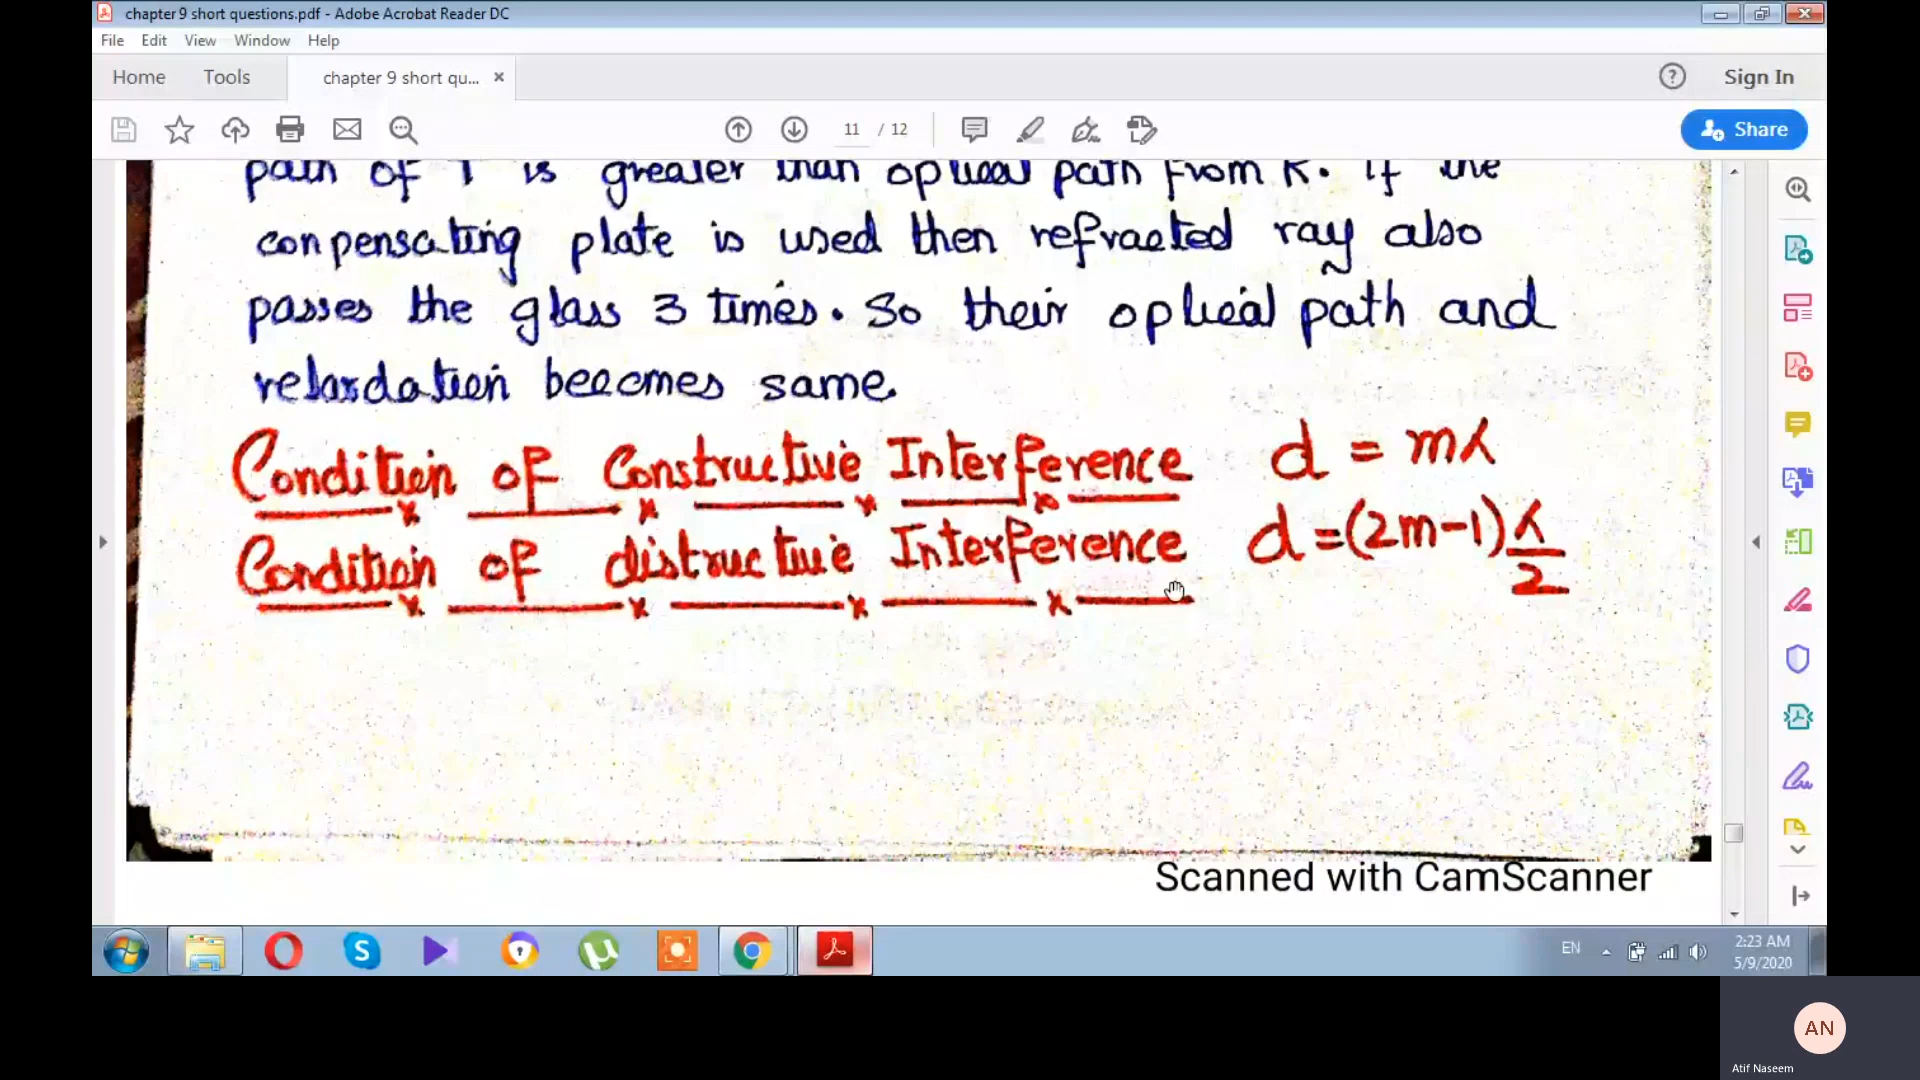 chapter 9 short questions.pdf - Adobe Acrobat Reader DC
File Edit View Window Help
Home Tools chapter 9 short qu... × Sign In
11 / 12 Share
path of T is greater than optical path from R. If the
conpensating plate is used then refracted ray also
passes the glass 3 times. So their optical path and
retardation becomes same.
Condition of Constructive Interference d = mλ
Condition of distructive Interference d = (2m-1) λ/2
Scanned with CamScanner
EN 2:23 AM
5/9/2020
AN
Atif Naseem